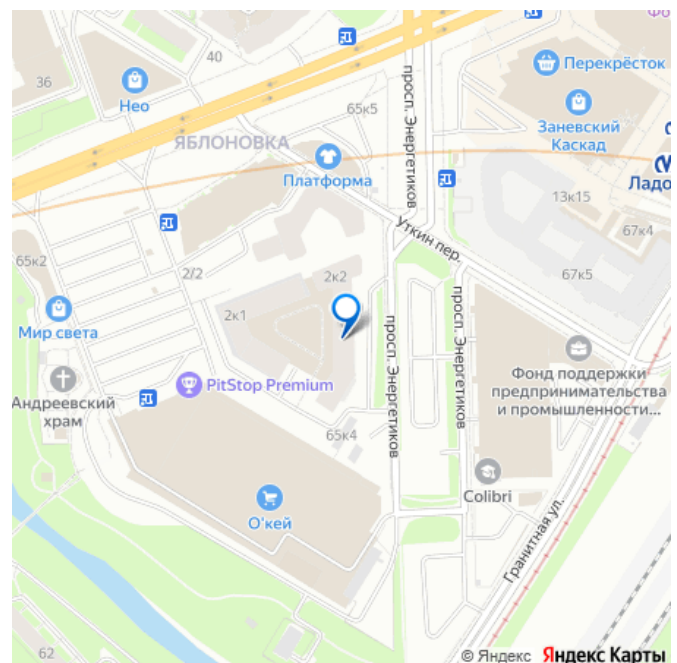 Перекрёсток
40
36
Нео
65к5
просп. Энергетиков
Заневский
Каскад
ЯБЛОНОВКА
Платформа
13к15
67к4
Уткин пер.
65к2
2/2
2к2
67к5
2к1
Мир света
просп. Энергетиков
просп. Энергетиков
Фонд поддержки
предпринимательства
и промышленности...
PitStop Premium
Андреевский
храм
65к4
Colibri
О'кей
Гранитная ул.
62
© Яндекс Яндекс Карты